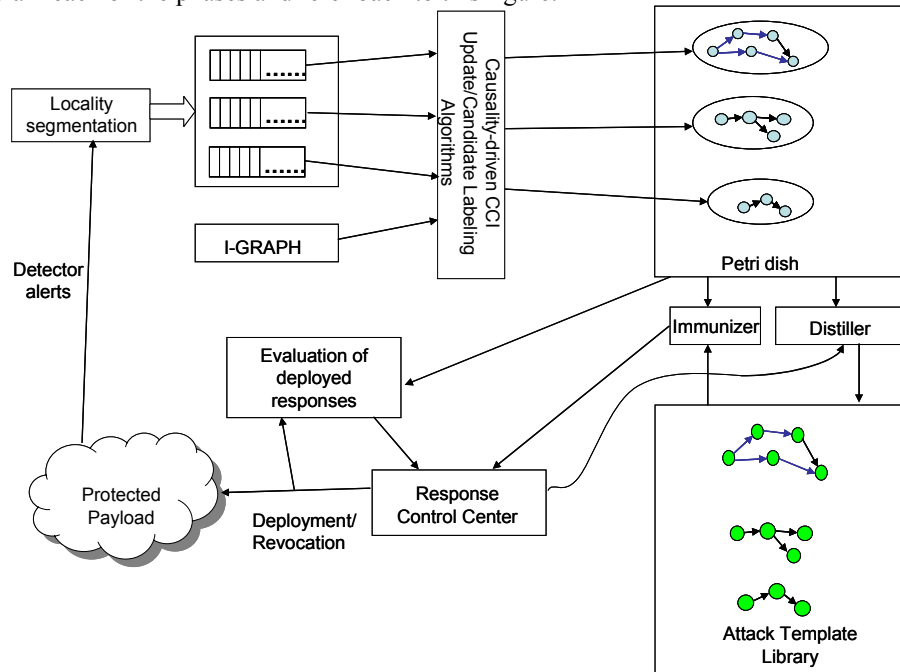 Locality
segmentation
I-GRAPH
Causality-driven CCI
Update/Candidate Labeling
Algorithms
Petri dish
Detector
alerts
Immunizer
Distiller
Evaluation of
deployed
responses
Protected
Payload
Response
Control Center
Deployment/
Revocation
Attack Template
Library